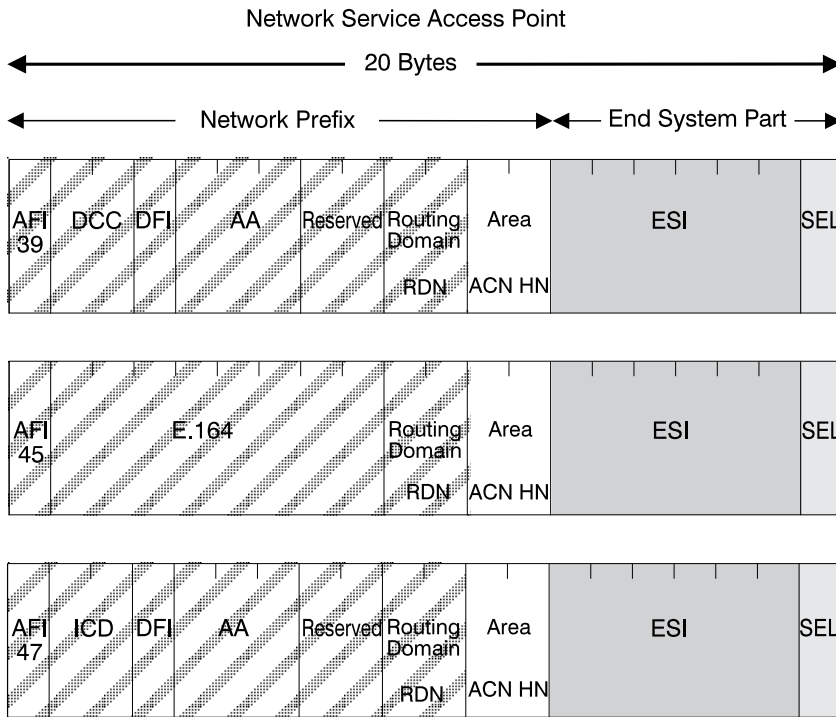 Network Service Access Point
20 Bytes
Network Prefix End System Part
AFI DCC DFI AA Reserved Routing Area ESI SEL
39 Domain
RDN ACN HN
AFI E.164 Routing Area ESI SEL
45 Domain
RDN ACN HN
AFI ICD DFI AA Reserved Routing Area ESI SEL
47 Domain
RDN ACN HN